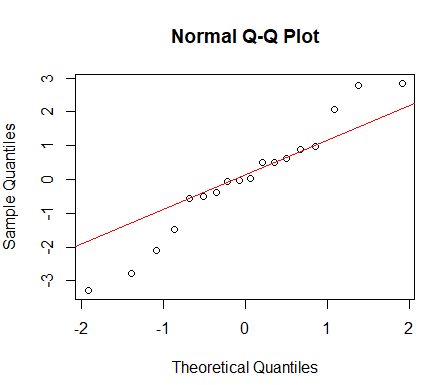 Normal Q-Q Plot
Sample Quantiles
3
2
1
0
-1
-2
-3
-2 -1 0 1 2
Theoretical Quantiles